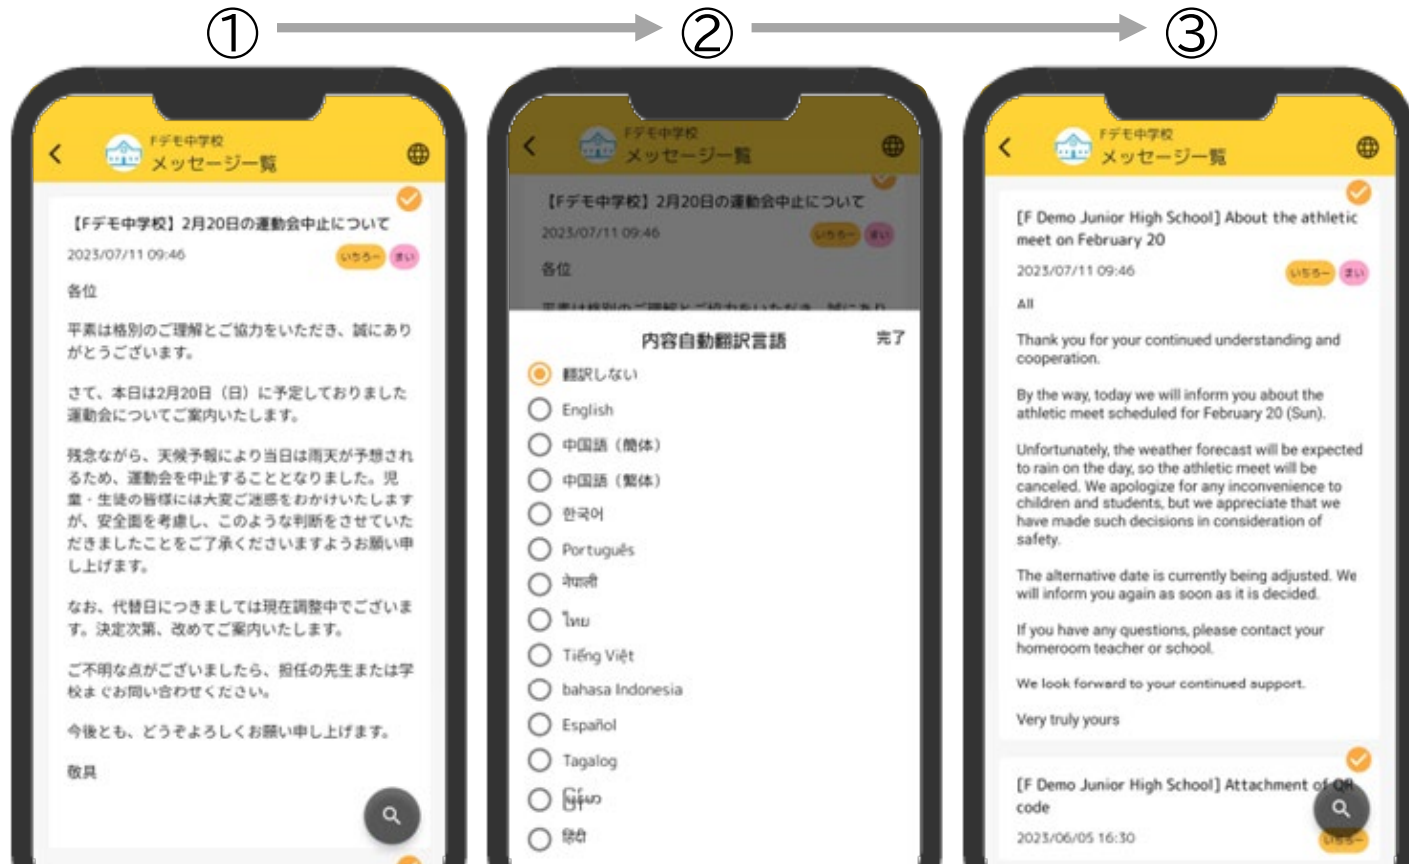 ①
②
③
Fデモ中学校
メッセージ一覧
【Fデモ中学校】2月20日の運動会中止について
2023/07/11 09:46
いちろー
まい
各位
平素は格別のご理解とご協力をいただき、誠にあり
がとうございます。
さて、本日は2月20日（日）に予定しておりました
運動会についてご案内いたします。
残念ながら、天候予報により当日は雨天が予想され
るため、運動会を中止することとなりました。児
童・生徒の皆様には大変ご迷惑をおかけいたします
が、安全面を考慮し、このような判断をさせていた
だきましたことをご了承くださいますようお願い申
し上げます。
なお、代替日につきましては現在調整中でございま
す。決定次第、改めてご案内いたします。
ご不明な点がございましたら、担任の先生または学
校までお問い合わせください。
今後とも、どうぞよろしくお願い申し上げます。
敬具
Fデモ中学校
メッセージ一覧
【Fデモ中学校】2月20日の運動会中止について
2023/07/11 09:46
いちろー
まい
各位
平素は格別のご理解とご協力をいただき、誠にあり
内容自動翻訳言語
完了
翻訳しない
English
中国語（簡体）
中国語（繁体）
한국어
Português
नेपाली
ไทย
Tiếng Việt
bahasa Indonesia
Español
Tagalog
မြန်မာ
हिंदी
Fデモ中学校
メッセージ一覧
[F Demo Junior High School] About the athletic
meet on February 20
2023/07/11 09:46
いちろー
まい
All
Thank you for your continued understanding and
cooperation.
By the way, today we will inform you about the
athletic meet scheduled for February 20 (Sun).
Unfortunately, the weather forecast will be expected
to rain on the day, so the athletic meet will be
canceled. We apologize for any inconvenience to
children and students, but we appreciate that we
have made such decisions in consideration of
safety.
The alternative date is currently being adjusted. We
will inform you again as soon as it is decided.
If you have any questions, please contact your
homeroom teacher or school.
We look forward to your continued support.
Very truly yours
[F Demo Junior High School] Attachment of QR
code
2023/06/05 16:30
いちろー